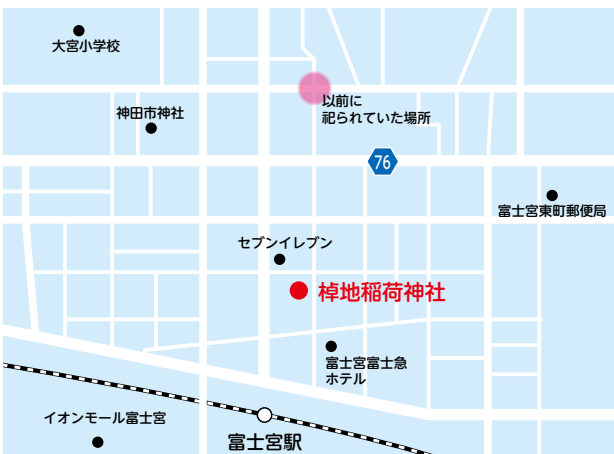 大宮小学校
以前に
祀られていた場所
神田市神社
76
富士宮東町郵便局
セブンイレブン
棹地稲荷神社
富士宮富士急
ホテル
イオンモール富士宮
富士宮駅